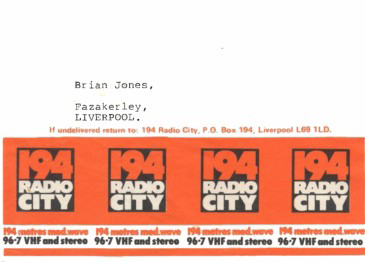 Brian Jones,
Fazakerley,
LIVERPOOL.
If undelivered return to: 194 Radio City, P.O. Box 194, Liverpool L69 1LD.
194 194 194 194
RADIO RADIO RADIO RADIO
CITY CITY CITY CITY
194 metres med.wave 194 metres med.wave 194 metres med.wave 194 metres med.wave
96·7 VHF and stereo 96·7 VHF and stereo 96·7 VHF and stereo 96·7 VHF and stereo